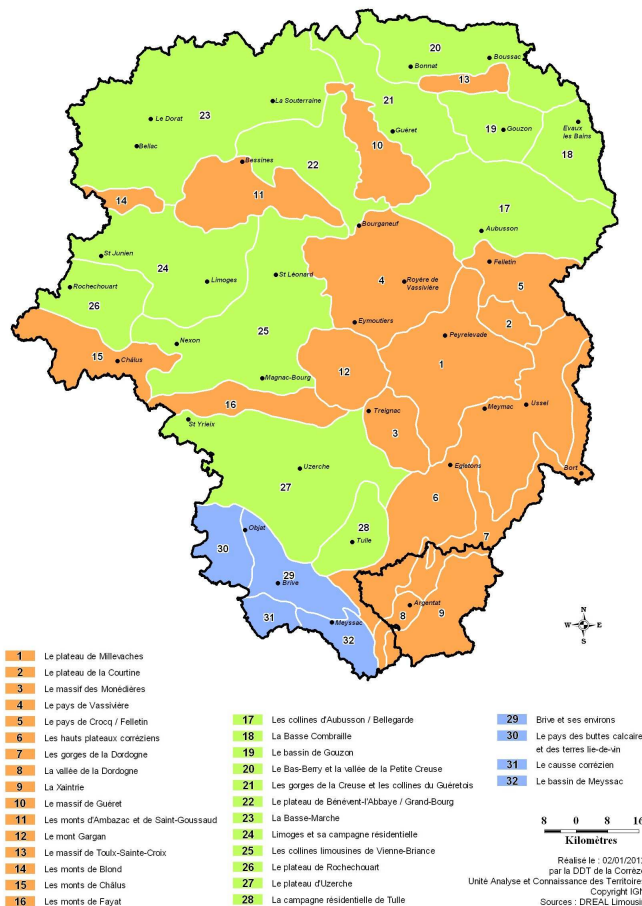 20
Boussac
Bonnat
13
La Souterraine
21
23
Le Dorat
Guéret
19
Gouzon
Evaux
les Bains
Bellac
10
18
Bessines
22
11
14
17
Bourganeuf
Aubusson
St Junien
Felletin
24
Limoges
St Léonard
4
Royère de
Vassivière
5
Rochechouart
26
2
Eymoutiers
25
Peyrelevade
Nexon
15
Châlus
12
1
Magnac-Bourg
16
Treignac
Meymac
Ussel
St Yrieix
3
Uzerche
Egletons
Bort
27
6
28
Objat
7
30
Tulle
29
Brive
Argentat
31
Meyssac
8
9
32
N
W
E
S
1 Le plateau de Millevaches
2 Le plateau de la Courtine
3 Le massif des Monédières
4 Le pays de Vassivière
5 Le pays de Crocq / Felletin
6 Les hauts plateaux corréziens
7 Les gorges de la Dordogne
8 La vallée de la Dordogne
9 La Xaintrie
10 Le massif de Guéret
11 Les monts d'Ambazac et de Saint-Goussaud
12 Le mont Gargan
13 Le massif de Toulx-Sainte-Croix
14 Les monts de Blond
15 Les monts de Châlus
16 Les monts de Fayat
17 Les collines d'Aubusson / Bellegarde
18 La Basse Combraille
19 Le bassin de Gouzon
20 Le Bas-Berry et la vallée de la Petite Creuse
21 Les gorges de la Creuse et les collines du Guéretois
22 Le plateau de Bénévent-l'Abbaye / Grand-Bourg
23 La Basse-Marche
24 Limoges et sa campagne résidentielle
25 Les collines limousines de Vienne-Briance
26 Le plateau de Rochechouart
27 Le plateau d'Uzerche
28 La campagne résidentielle de Tulle
29 Brive et ses environs
30 Le pays des buttes calcaire
et des terres lie-de-vin
31 Le causse corrézien
32 Le bassin de Meyssac
8 0 8 16
Kilomètres
Réalisé le : 02/01/2012
par la DDT de la Corrèz
Unité Analyse et Connaissance des Territoire
Copyright IGN
Sources : DREAL Limousi